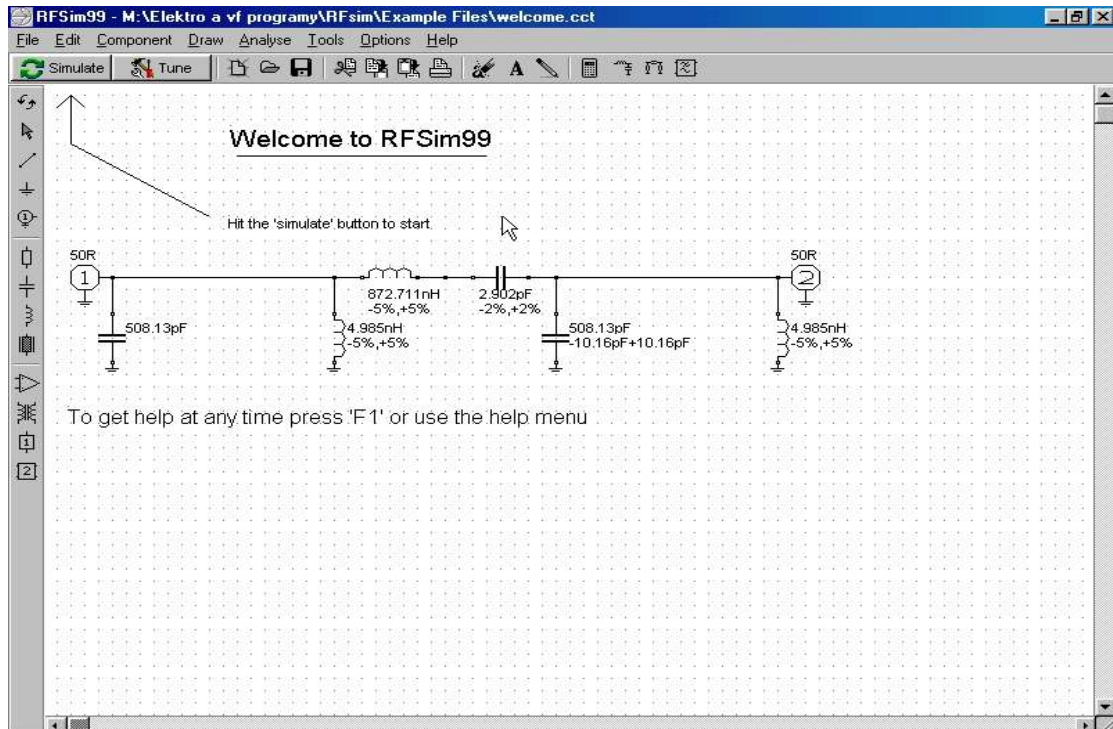 RFSim99 - M:\Elektro a vf programy\RFsim\Example Files\welcome.cct
File Edit Component Draw Analyse Tools Options Help
Simulate Tune A
Welcome to RFSim99
Hit the 'simulate' button to start.
50R 50R
1 2
872.711nH 2.902pF
-5%,+5% -2%,+2%
508.13pF 4.985nH 508.13pF 4.985nH
-5%,+5% -10.16pF+10.16pF -5%,+5%
To get help at any time press 'F1' or use the help menu
1
2